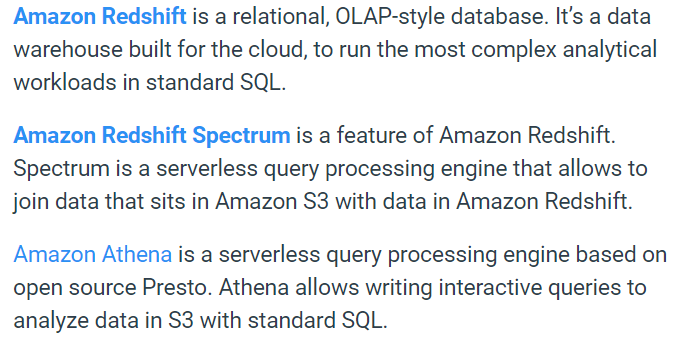 Amazon Redshift is a relational, OLAP-style database. It’s a data
warehouse built for the cloud, to run the most complex analytical
workloads in standard SQL.
Amazon Redshift Spectrum is a feature of Amazon Redshift.
Spectrum is a serverless query processing engine that allows to
join data that sits in Amazon S3 with data in Amazon Redshift.
Amazon Athena is a serverless query processing engine based on
open source Presto. Athena allows writing interactive queries to
analyze data in S3 with standard SQL.